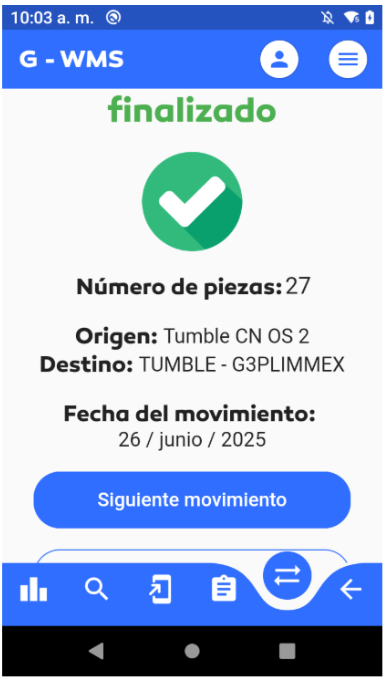 10:03 a. m.
G - WMS
finalizado
Número de piezas: 27
Origen: Tumble CN OS 2
Destino: TUMBLE - G3PLIMMEX
Fecha del movimiento:
26 / junio / 2025
Siguiente movimiento